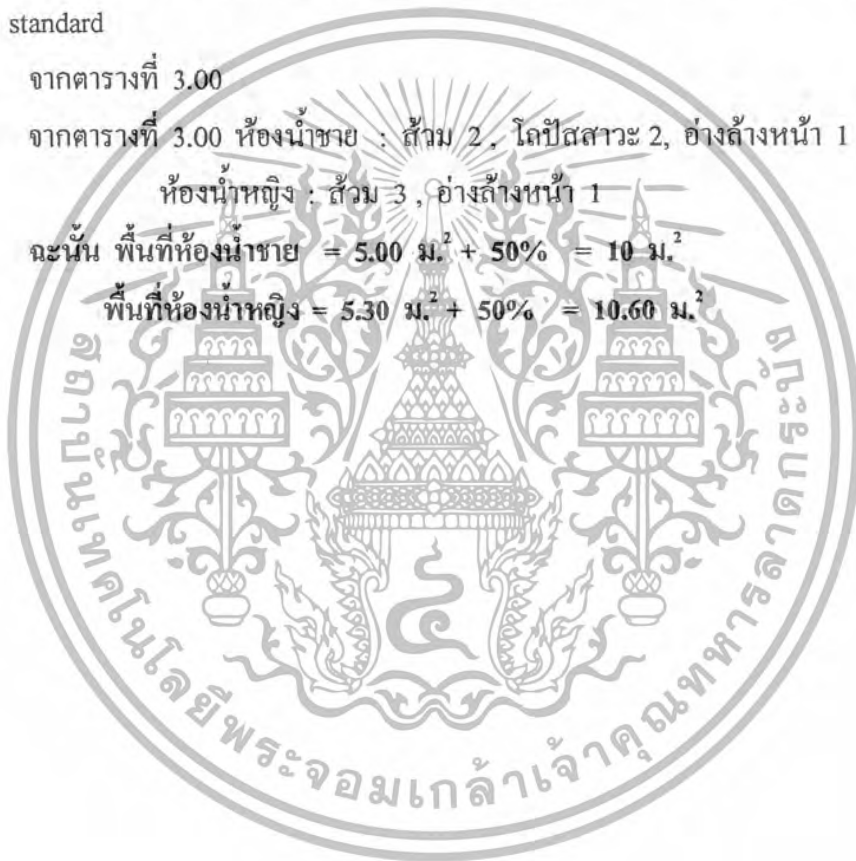 standard
จากตารางที่ 3.00
จากตารางที่ 3.00 ห้องน้ำชาย : ส้วม 2 , โถปัสสาวะ 2, อ่างล้างหน้า 1
ห้องน้ำหญิง : ส้วม 3 , อ่างล้างหน้า 1
ฉะนั้น พื้นที่ห้องน้ำชาย = 5.00 ม.² + 50% = 10 ม.²
พื้นที่ห้องน้ำหญิง = 5.30 ม.² + 50% = 10.60 ม.²
สถาบันเทคโนโลยีพระจอมเกล้าเจ้าคุณทหารลาดกระบัง